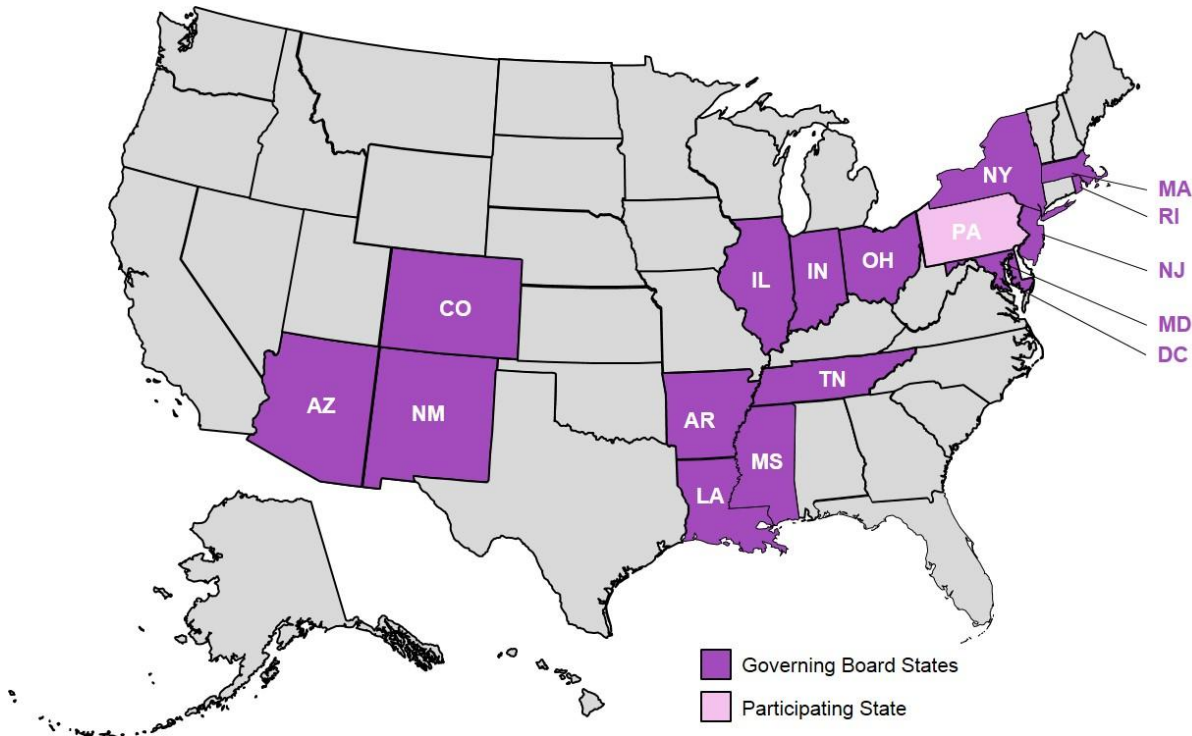 NY
MA
RI
PA
OH
IN
IL
NJ
CO
MD
DC
TN
AZ
NM
AR
MS
LA
Governing Board States
Participating State